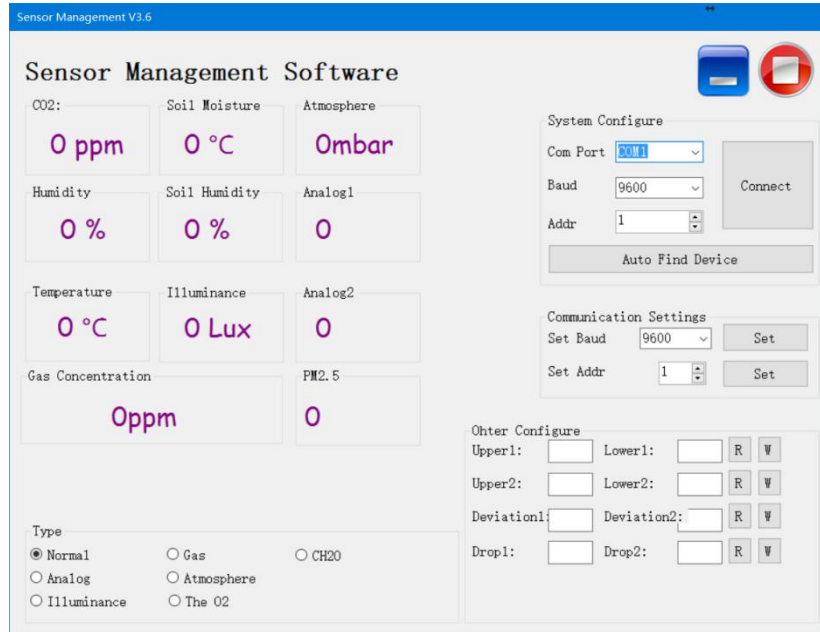 Sensor Management V3.6
Sensor Management Software
CO2:
0 ppm
Soil Moisture
0 °C
Atmosphere
0mbar
Humidity
0 %
Soil Humidity
0 %
Analog1
0
Temperature
0 °C
Illuminance
0 Lux
Analog2
0
Gas Concentration
0ppm
PM2.5
0
Type
Normal
Gas
CH20
Analog
Atmosphere
Illuminance
The O2
System Configure
Com Port COM1
Baud 9600
Addr 1
Connect
Auto Find Device
Communication Settings
Set Baud 9600 Set
Set Addr 1 Set
Ohter Configure
Upper1: Lower1: R W
Upper2: Lower2: R W
Deviation1: Deviation2: R W
Drop1: Drop2: R W